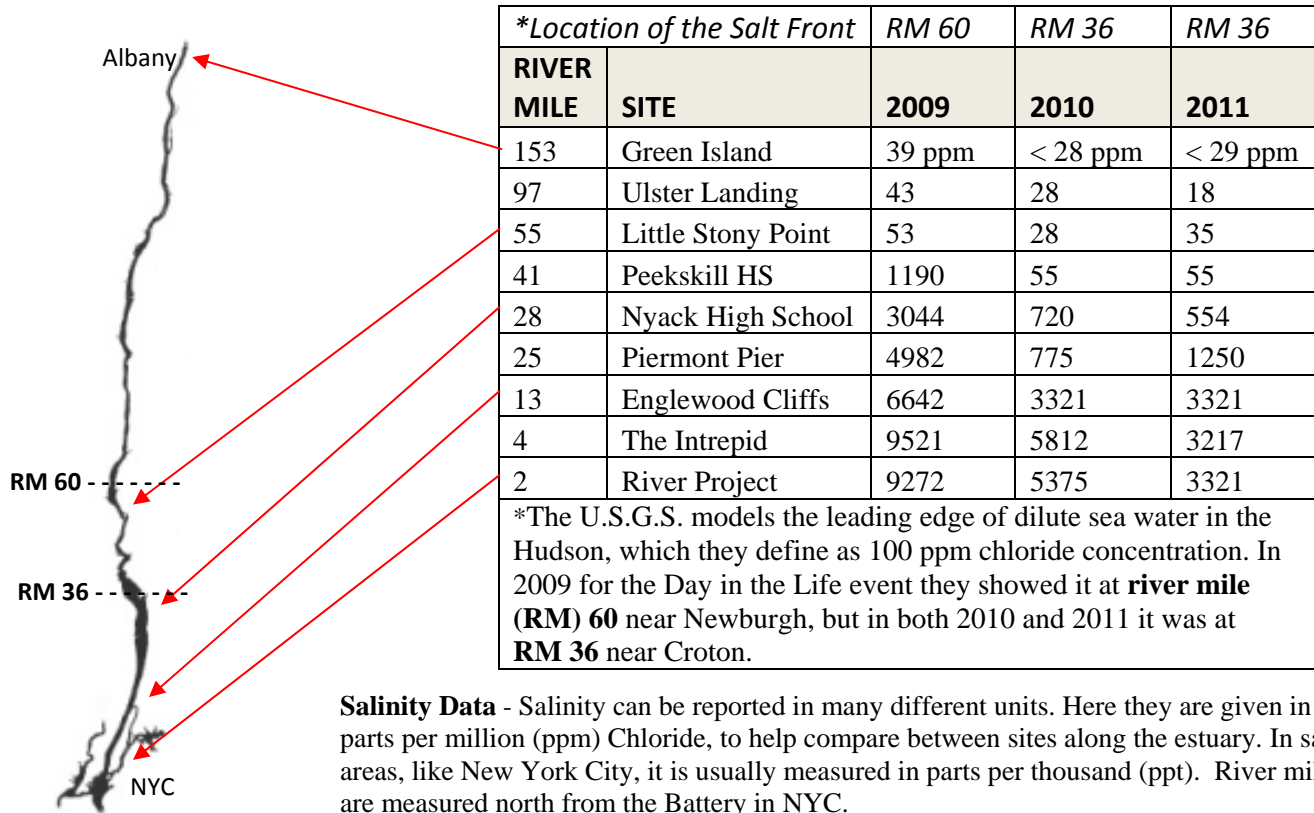 Albany
RM 60 - - - - - - -
RM 36 - - - - - - -
NYC
*Location of the Salt Front RM 60 RM 36 RM 36
RIVER MILE SITE 2009 2010 2011
153 Green Island 39 ppm < 28 ppm < 29 ppm
97 Ulster Landing 43 28 18
55 Little Stony Point 53 28 35
41 Peekskill HS 1190 55 55
28 Nyack High School 3044 720 554
25 Piermont Pier 4982 775 1250
13 Englewood Cliffs 6642 3321 3321
4 The Intrepid 9521 5812 3217
2 River Project 9272 5375 3321
*The U.S.G.S. models the leading edge of dilute sea water in the
Hudson, which they define as 100 ppm chloride concentration. In
2009 for the Day in the Life event they showed it at river mile
(RM) 60 near Newburgh, but in both 2010 and 2011 it was at
RM 36 near Croton.
Salinity Data - Salinity can be reported in many different units. Here they are given in
parts per million (ppm) Chloride, to help compare between sites along the estuary. In
areas, like New York City, it is usually measured in parts per thousand (ppt). River
are measured north from the Battery in NYC.